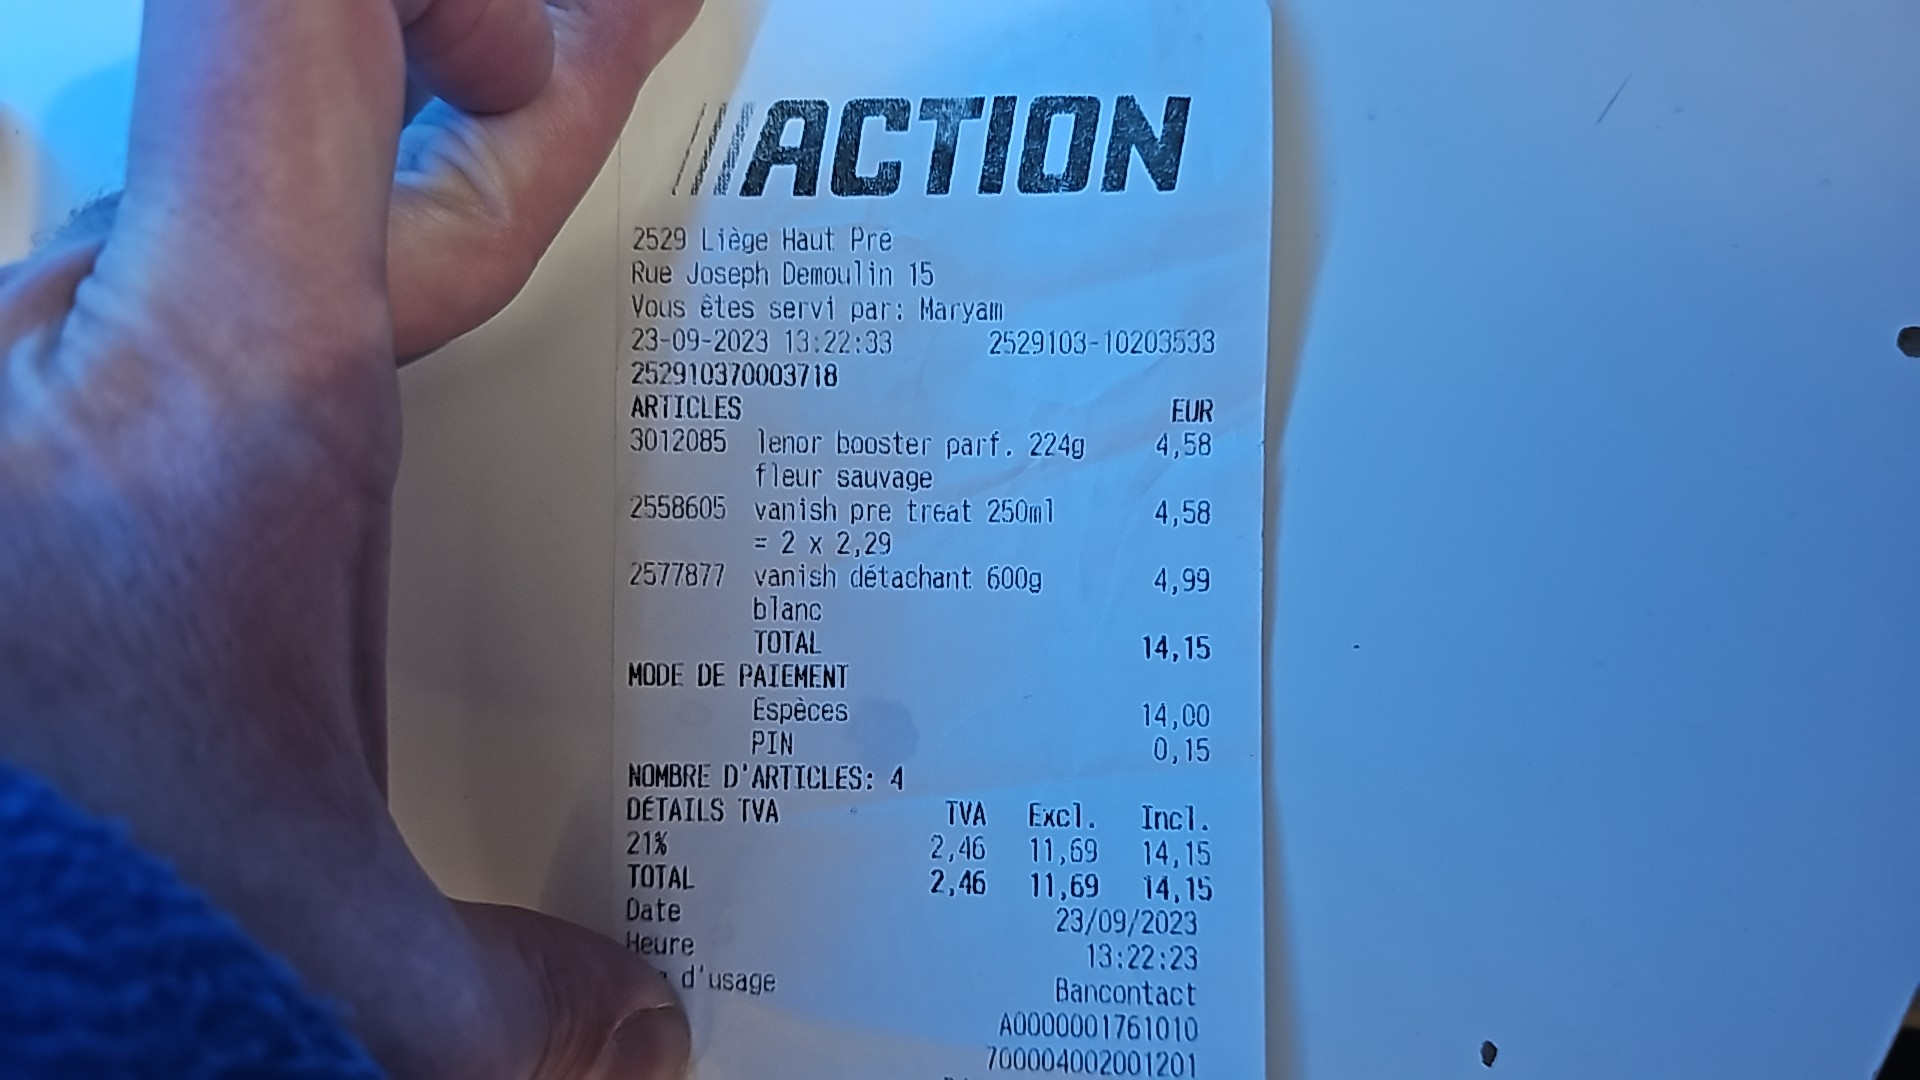 ///ACTION
2529 Liège Haut Pré
Rue Joseph Demoulin 15
Vous êtes servi par: Maryam
23-09-2023 13:22:33 2529103-10203533
252910370003718
ARTICLES EUR
3012085 lenor booster parf. 224g 4,58
fleur sauvage
2558605 vanish pre treat 250ml 4,58
= 2 x 2,29
2577877 vanish détachant 600g 4,99
blanc
TOTAL 14,15
MODE DE PAIEMENT
Espèces 14,00
PIN 0,15
NOMBRE D'ARTICLES: 4
DÉTAILS TVA TVA Excl. Incl.
21% 2,46 11,69 14,15
TOTAL 2,46 11,69 14,15
Date 23/09/2023
Heure 13:22:23
d'usage
Bancontact
A0000001761010
700004002001201